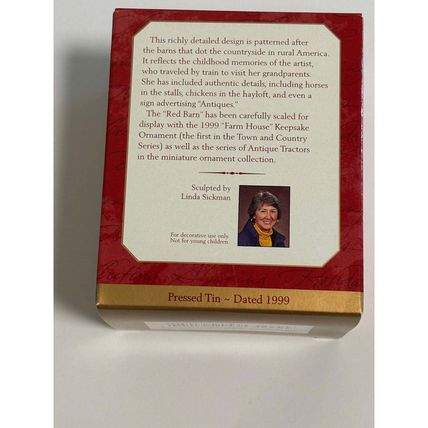 This richly detailed design is patterned after
the barns that dot the countryside in rural America.
It reflects the childhood memories of the artist,
who traveled by train to visit her grandparents.
She has included authentic details, including horses
in the stalls, chickens in the hayloft, and even a
sign advertising "Antiques."
The "Red Barn" has been carefully scaled for
display with the 1999 "Farm House" Keepsake
Ornament (the first in the Town and Country
Series) as well as the series of Antique Tractors
in the miniature ornament collection.
Sculpted by
Linda Sickman
For decorative use only.
Not for young children.
Pressed Tin ~ Dated 1999